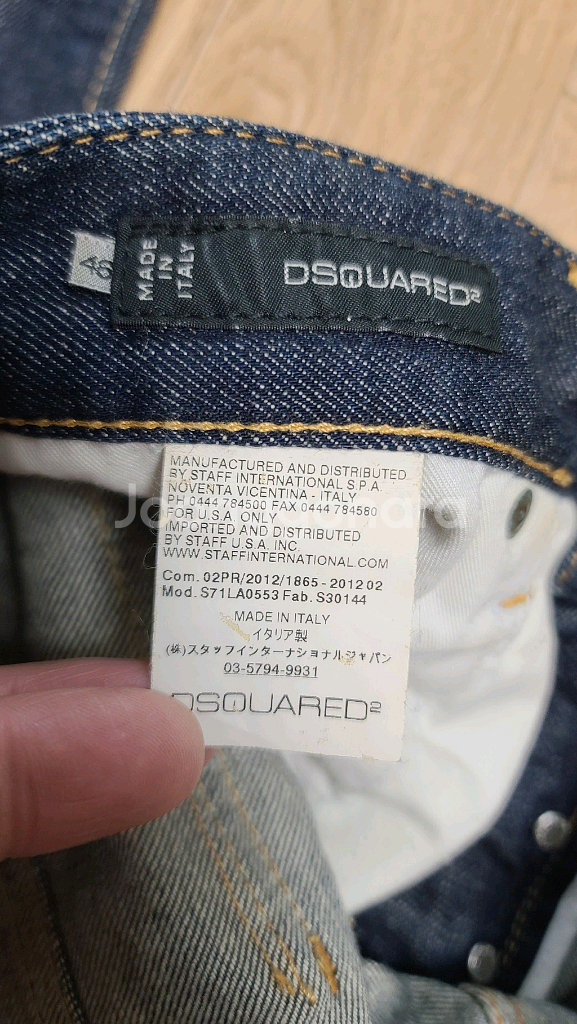 46
MADE
IN
ITALY
DSQUARED2
MANUFACTURED AND DISTRIBUTED
BY STAFF INTERNATIONAL S.P.A.
NOVENTA VICENTINA - ITALY
PH 0444 784500 FAX 0444 784580
FOR U.S.A. ONLY
IMPORTED AND DISTRIBUTED
BY STAFF U.S.A. INC.
WWW.STAFFINTERNATIONAL.COM
Com. 02PR/2012/1865 - 2012 02
Mod. S71LA0553 Fab. S30144
MADE IN ITALY
イタリア製
(株)スタッフインターナショナルジャパン
03-5794-9931
DSQUARED2